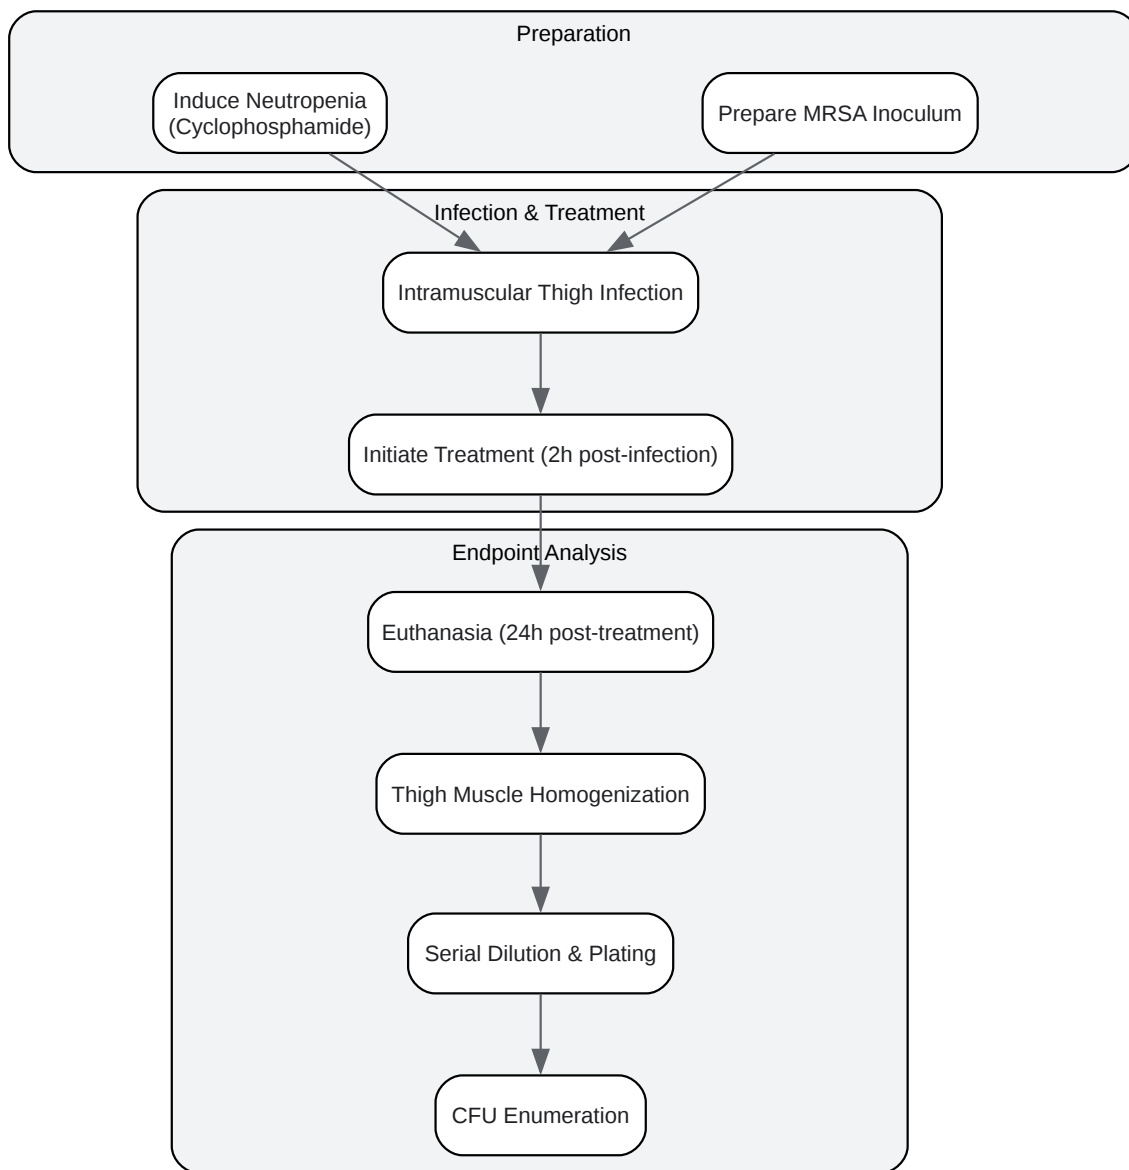 Preparation
Induce Neutropenia
(Cyclophosphamide)
Prepare MRSA Inoculum
Infection & Treatment
Intramuscular Thigh Infection
Initiate Treatment (2h post-infection)
Endpoint Analysis
Euthanasia (24h post-treatment)
Thigh Muscle Homogenization
Serial Dilution & Plating
CFU Enumeration